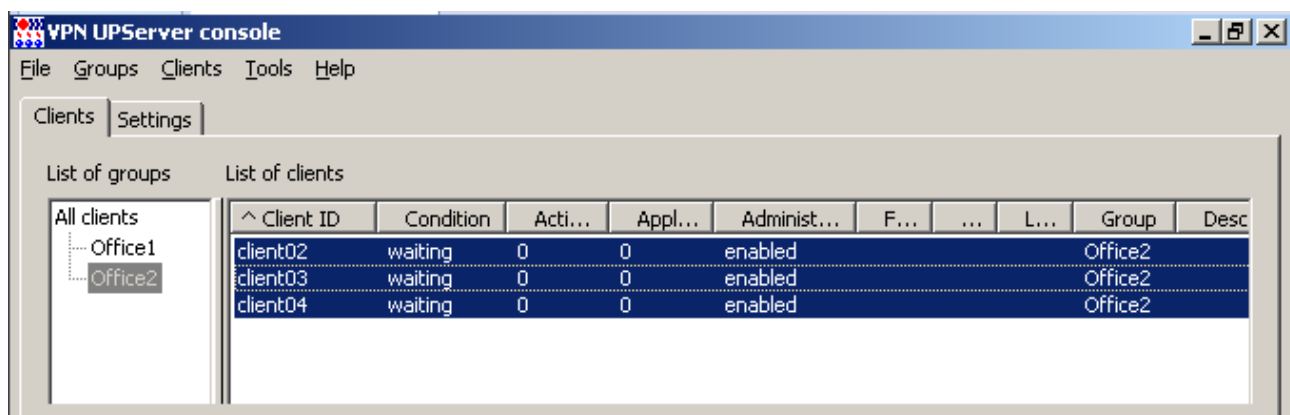 VPN UPServer console
File Groups Clients Tools Help
Clients Settings
List of groups List of clients
All clients
Office1
Office2
^ Client ID Condition Acti... Appl... Administ... F... ... L... Group Desc
client02 waiting 0 0 enabled Office2
client03 waiting 0 0 enabled Office2
client04 waiting 0 0 enabled Office2